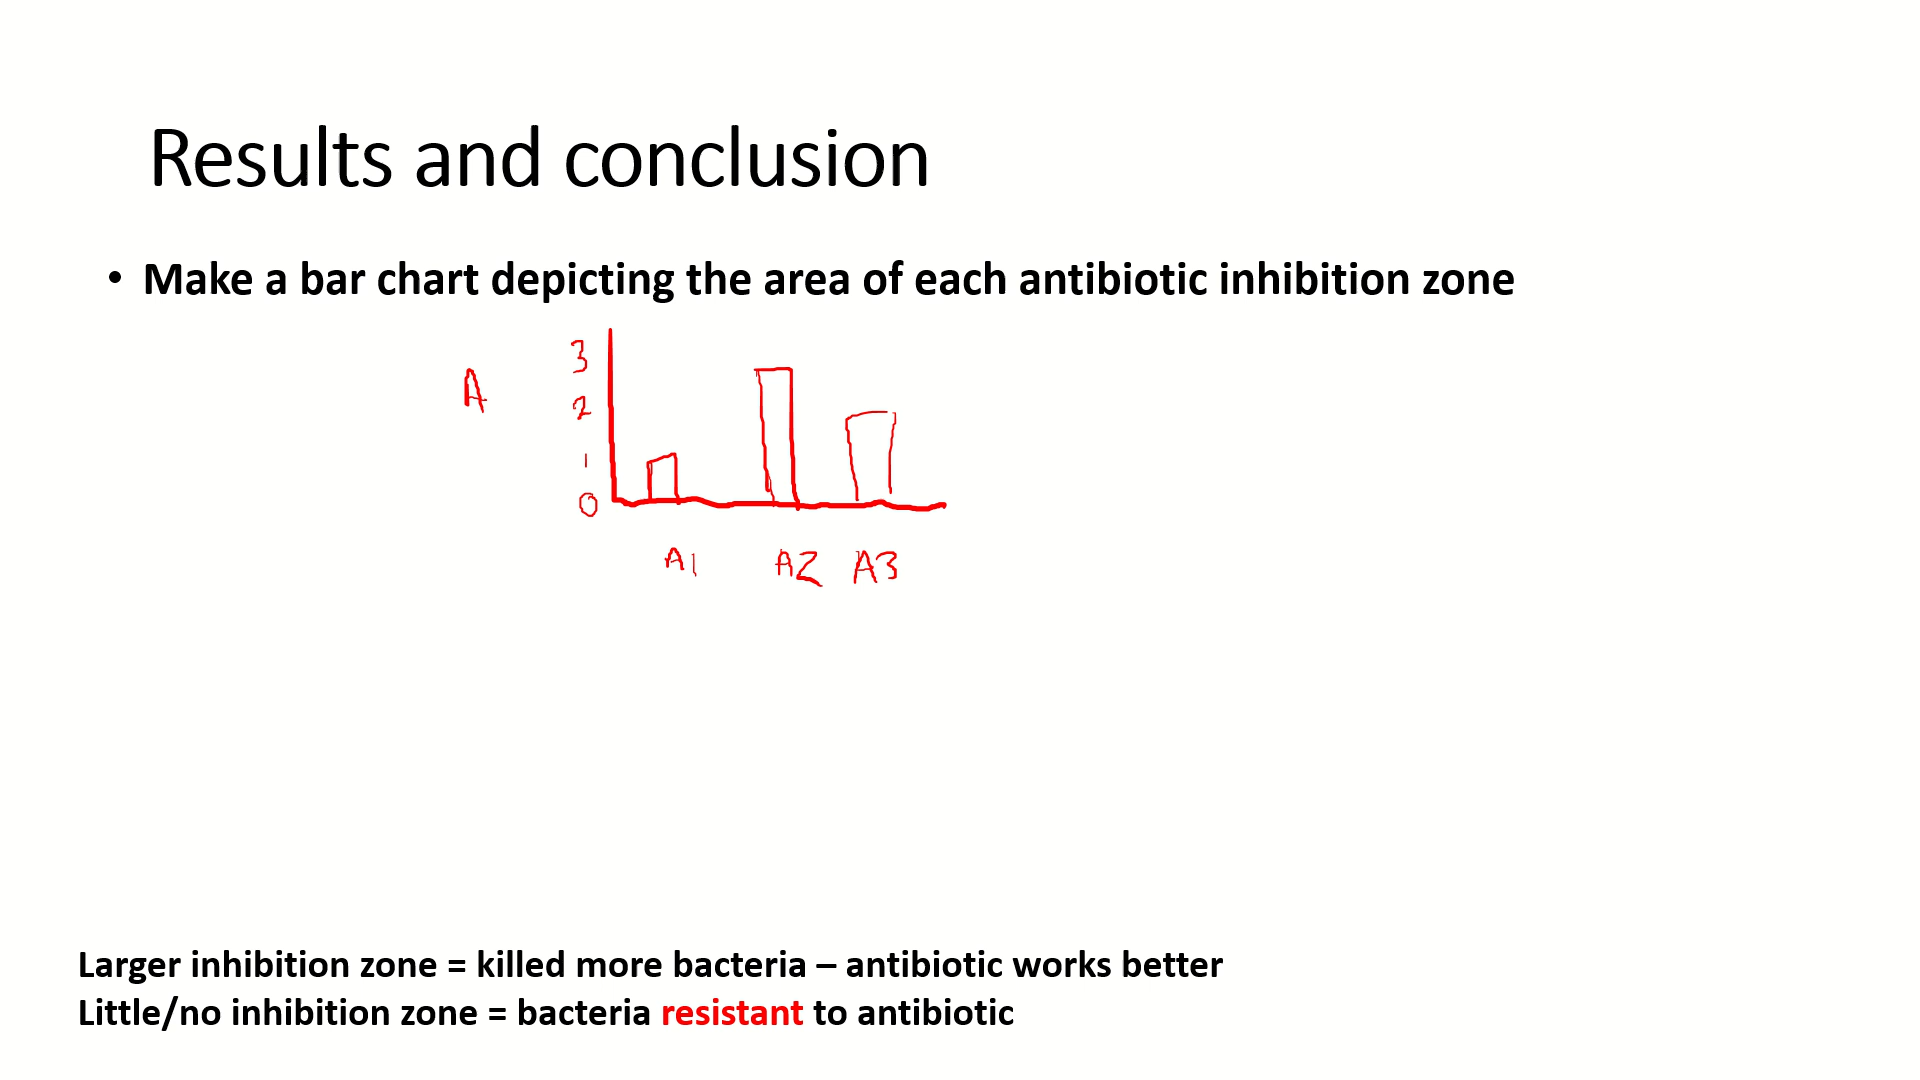 Results and conclusion
• Make a bar chart depicting the area of each antibiotic inhibition zone
3
A
2
1
0
A1 A2 A3
Larger inhibition zone = killed more bacteria – antibiotic works better
Little/no inhibition zone = bacteria resistant to antibiotic